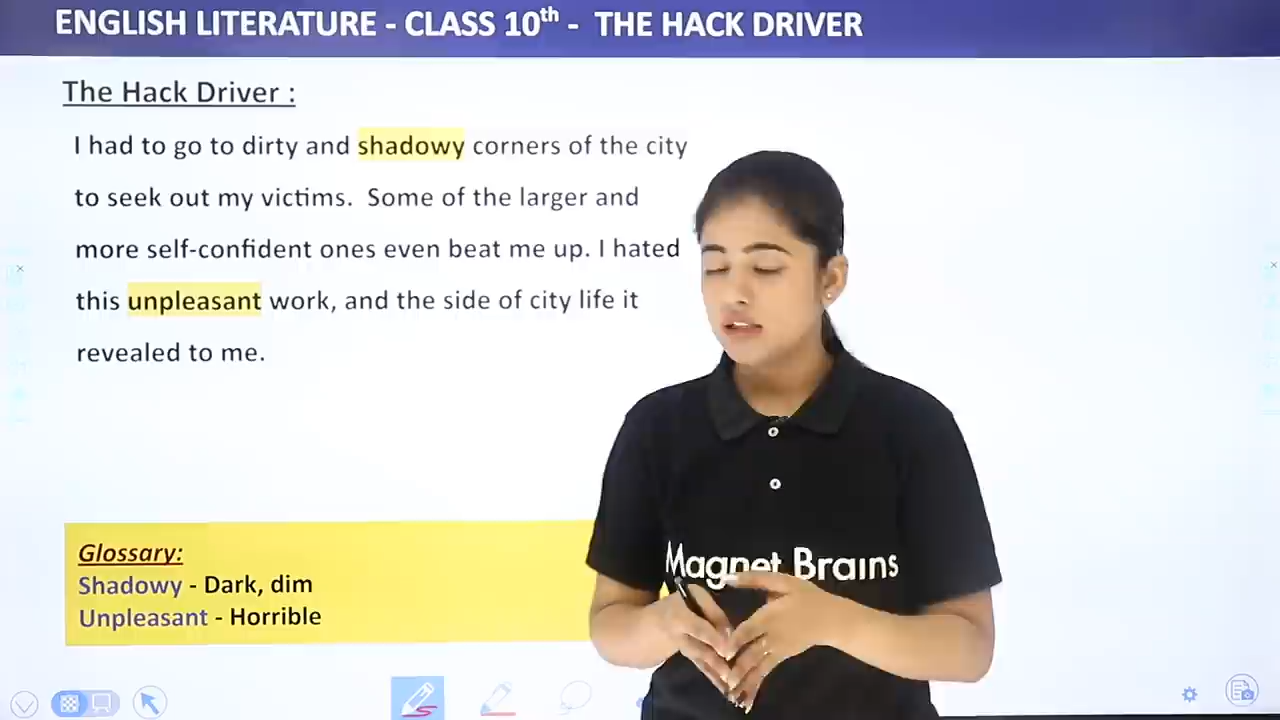 ENGLISH LITERATURE - CLASS 10th - THE HACK DRIVER
The Hack Driver :
I had to go to dirty and shadowy corners of the city
to seek out my victims. Some of the larger and
more self-confident ones even beat me up. I hated
this unpleasant work, and the side of city life it
revealed to me.
Glossary:
Shadowy - Dark, dim
Unpleasant - Horrible
Magnet Brains